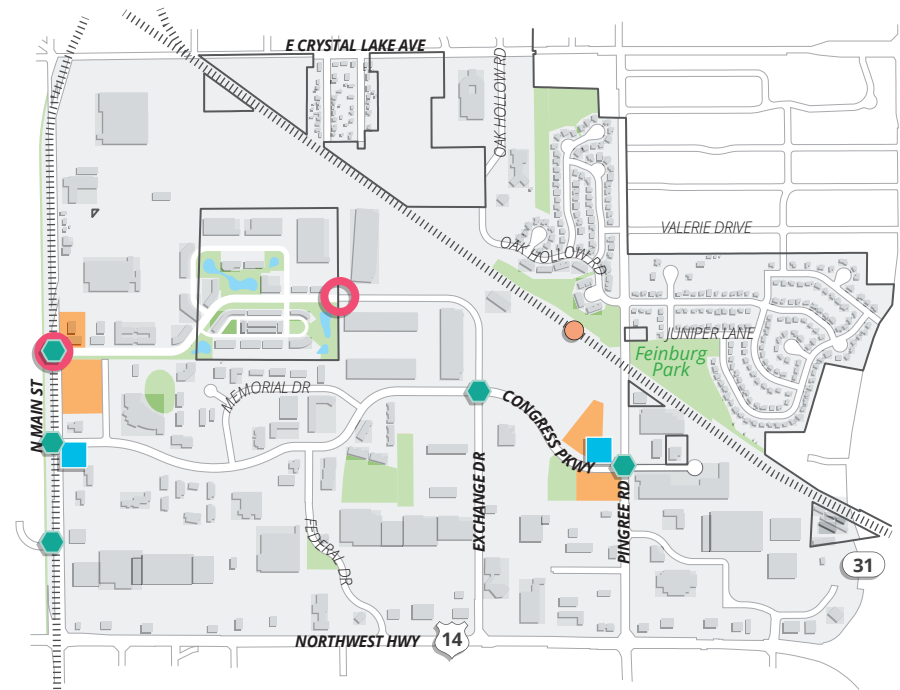 E CRYSTAL LAKE AVE
OAK HOLLOW RD
VALERIE DRIVE
OAK HOLLOW RD
JUNIPER LANE
Feinburg
Park
MEMORIAL DR
N MAIN ST
CONGRESS PKWY
EXCHANGE DR
PINGREE RD
FEDERAL DR
31
NORTHWEST HWY
14